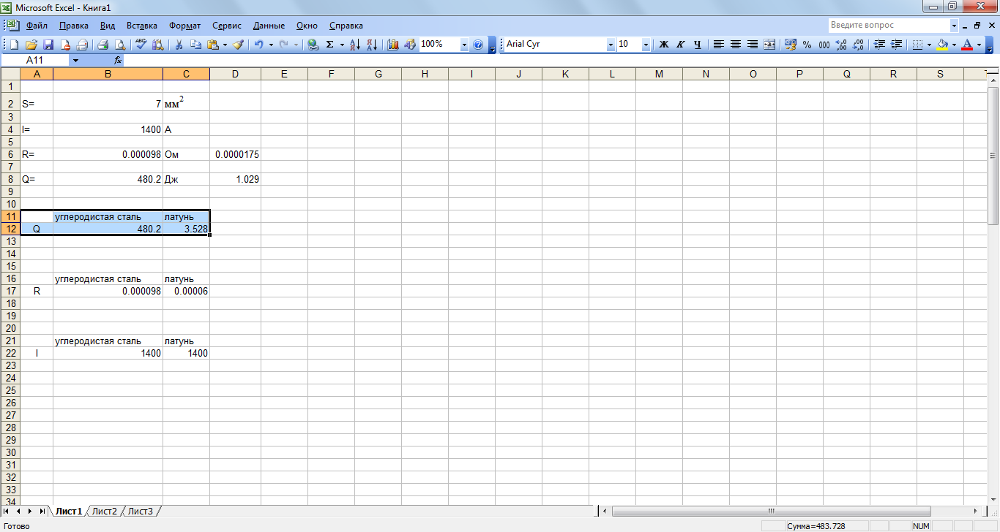 Microsoft Excel - Книга1
Файл Правка Вид Вставка Формат Сервис Данные Окно Справка Введите вопрос
100% Arial Cyr 10 Ж К Ч % 000
A11 fx
A B C D E F G H I J K L M N O P Q R S
1
2 S= 7 мм²
3
4 I= 1400 А
5
6 R= 0.000098 Ом 0.0000175
7
8 Q= 480.2 Дж 1.029
9
10
11 углеродистая сталь латунь
12 Q 480.2 3.528
13
14
15
16 углеродистая сталь латунь
17 R 0.000098 0.00006
18
19
20
21 углеродистая сталь латунь
22 I 1400 1400
23
24
25
26
27
28
29
30
31
32
33
34
Лист1 Лист2 Лист3
Готово Сумма=483.728 NUM